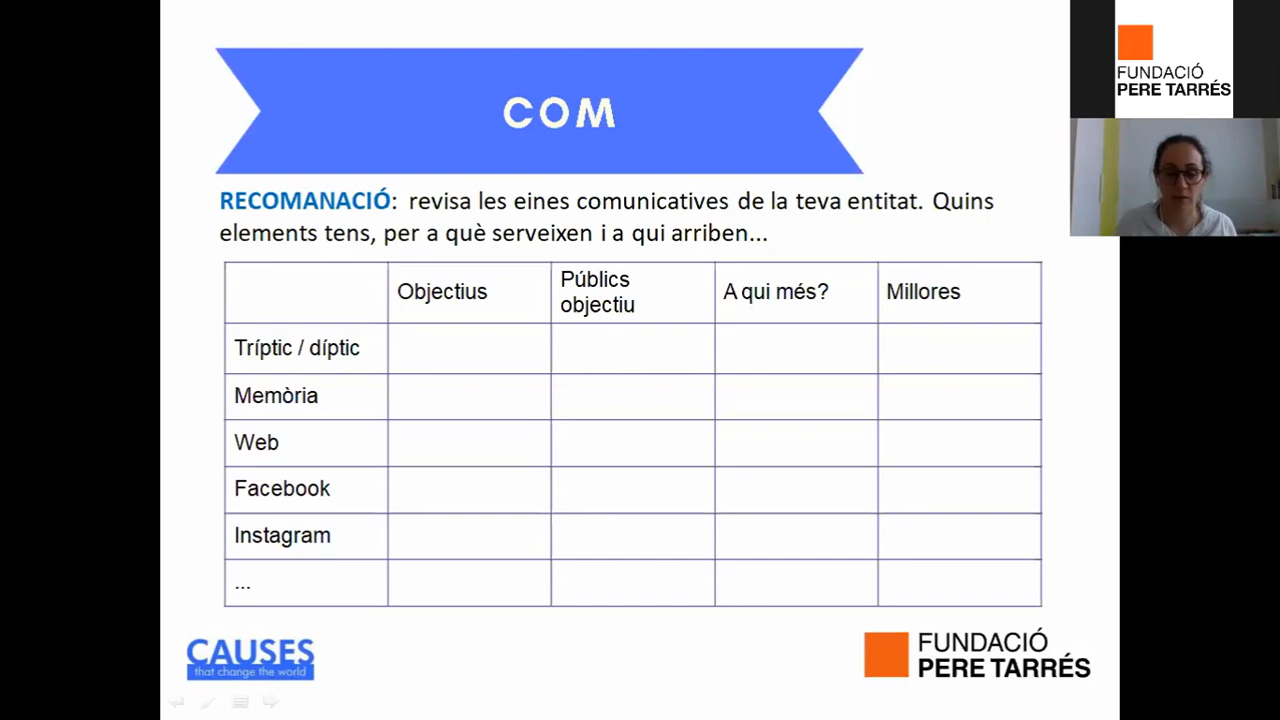 COM
RECOMANACIÓ: revisa les eines comunicatives de la teva entitat. Quins
elements tens, per a què serveixen i a qui arriben...
Objectius
Públics
objectiu
A qui més?
Millores
Tríptic / díptic
Memòria
Web
Facebook
Instagram
...
CAUSES
that change the world
FUNDACIÓ
PERE TARRÉS
FUNDACIÓ
PERE TARRÉS